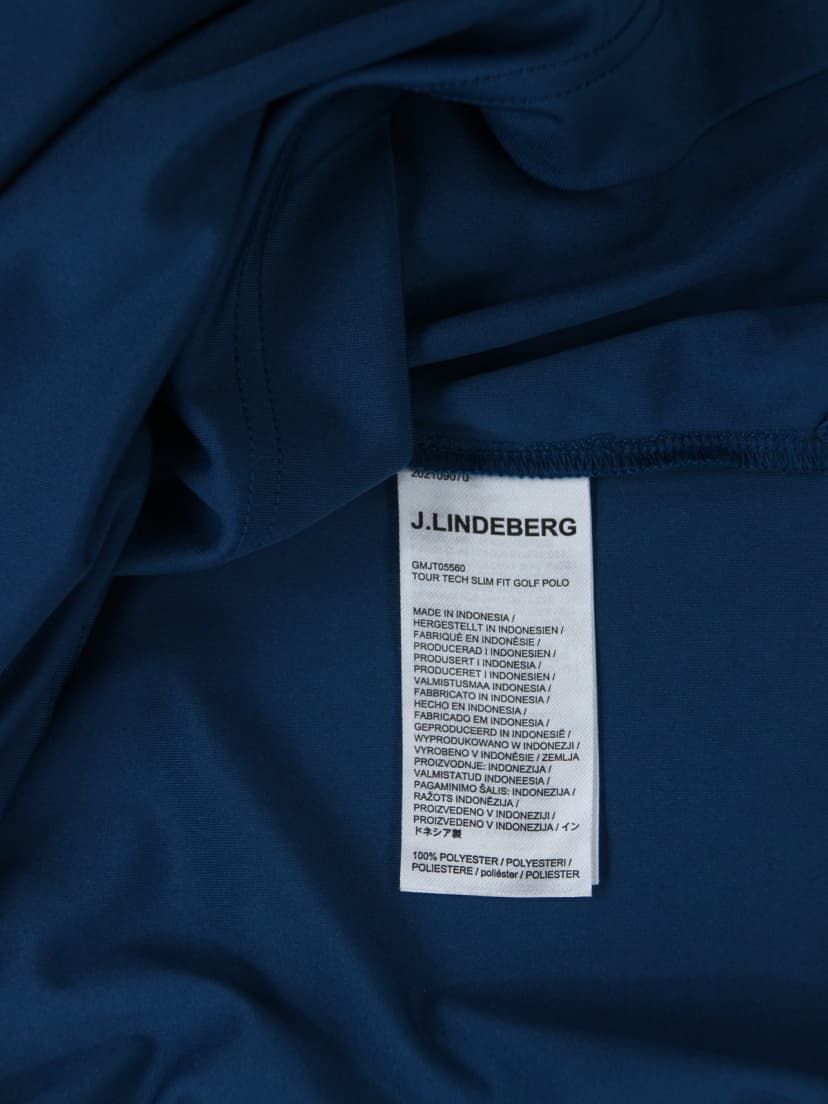 202109070
J.LINDEBERG
GMJT05560
TOUR TECH SLIM FIT GOLF POLO
MADE IN INDONESIA /
HERGESTELLT IN INDONESIEN /
FABRIQUÉ EN INDONÉSIE /
PRODUCERAD I INDONESIEN /
PRODUSERT I INDONESIA /
PRODUCERET I INDONESIEN /
VALMISTUSMAA INDONESIA /
FABBRICATO IN INDONESIA /
HECHO EN INDONESIA /
FABRICADO EM INDONESIA /
GEPRODUCEERD IN INDONESIË /
WYPRODUKOWANO W INDONEZJI /
VYROBENO V INDONÉSIE / ZEMLJA
PROIZVODNJE: INDONEZIJA /
VALMISTATUD INDONEESIA /
PAGAMINIMO ŠALIS: INDONEZIJA /
RAŽOTS INDONĒZIJA /
PROIZVEDENO V INDONEZIJI /
PROIZVEDENO V INDONEZIJA / イン
ドネシア製
100% POLYESTER / POLYESTERI /
POLIESTERE / poliéster / POLIESTER